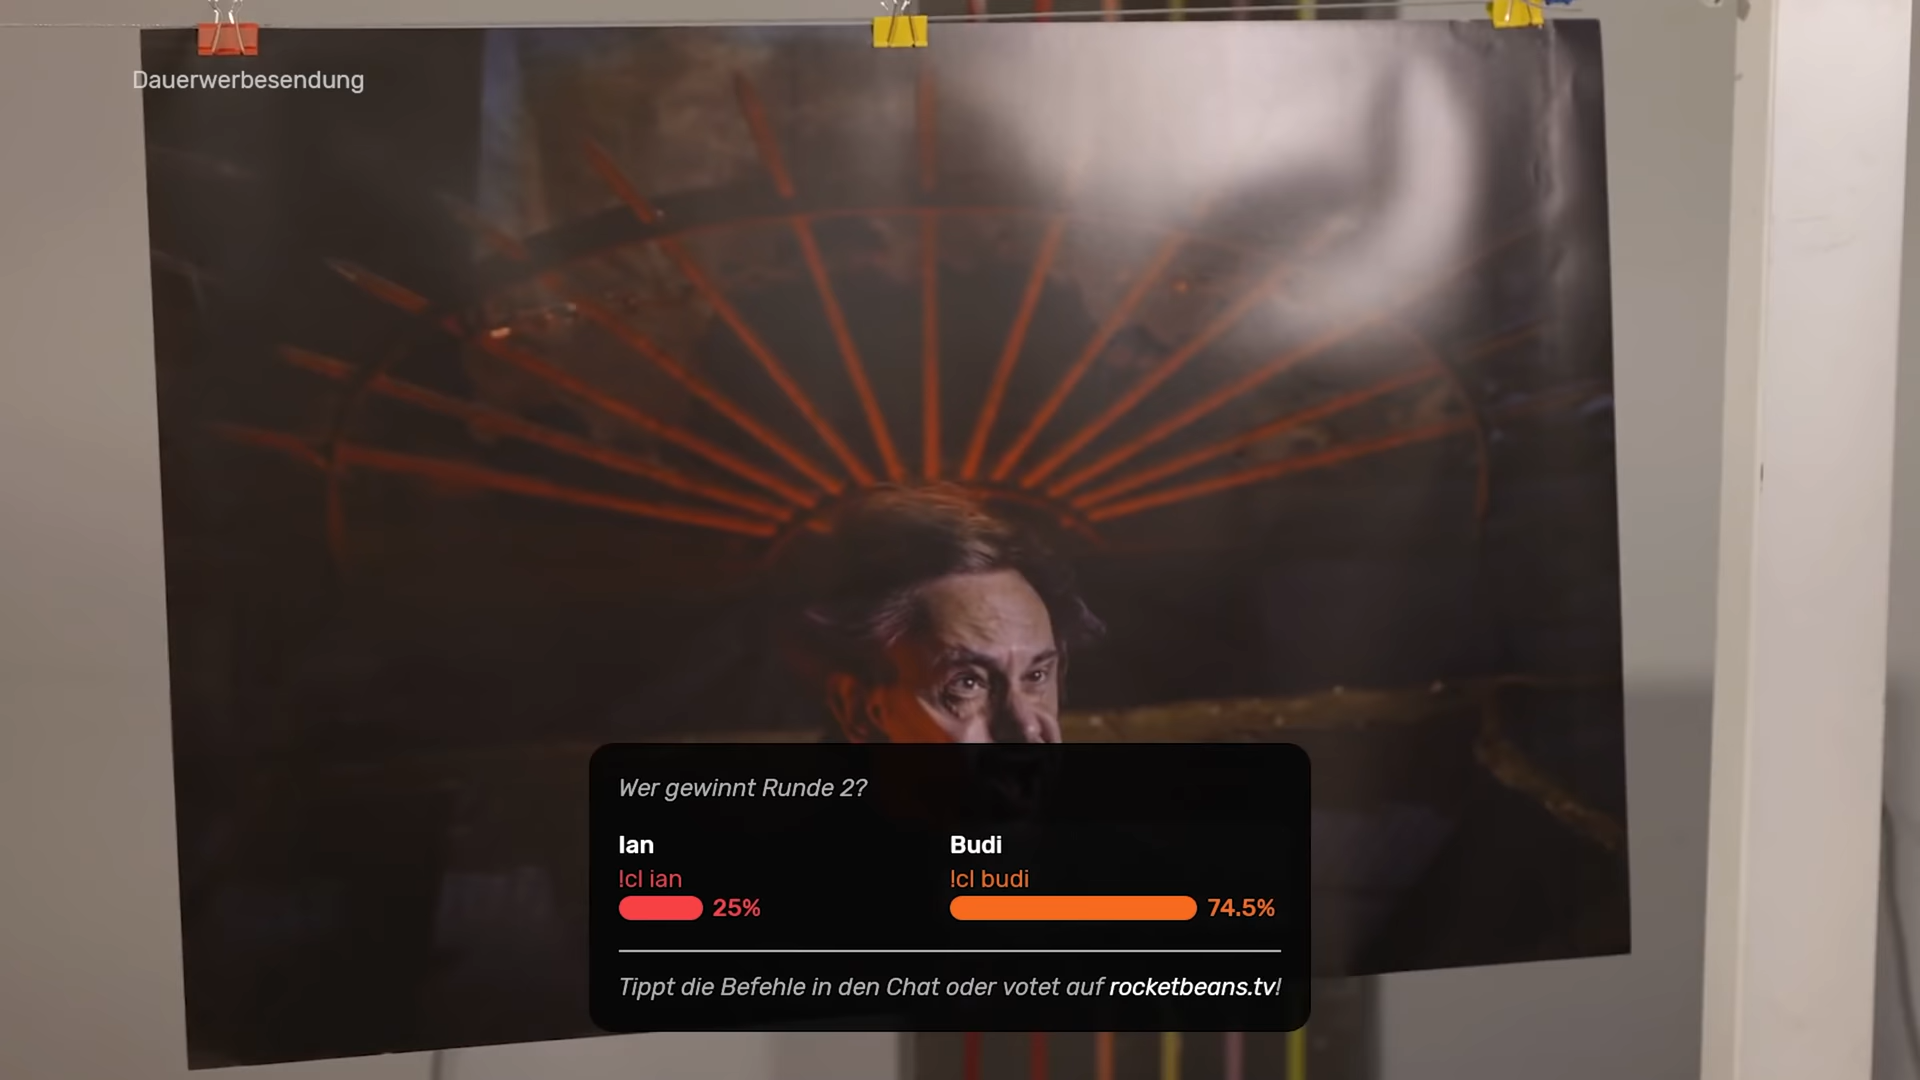 Dauerwerbesendung
Wer gewinnt Runde 2?
Ian
Budi
!cl ian
!cl budi
25%
74.5%
Tippt die Befehle in den Chat oder votet auf rocketbeans.tv!